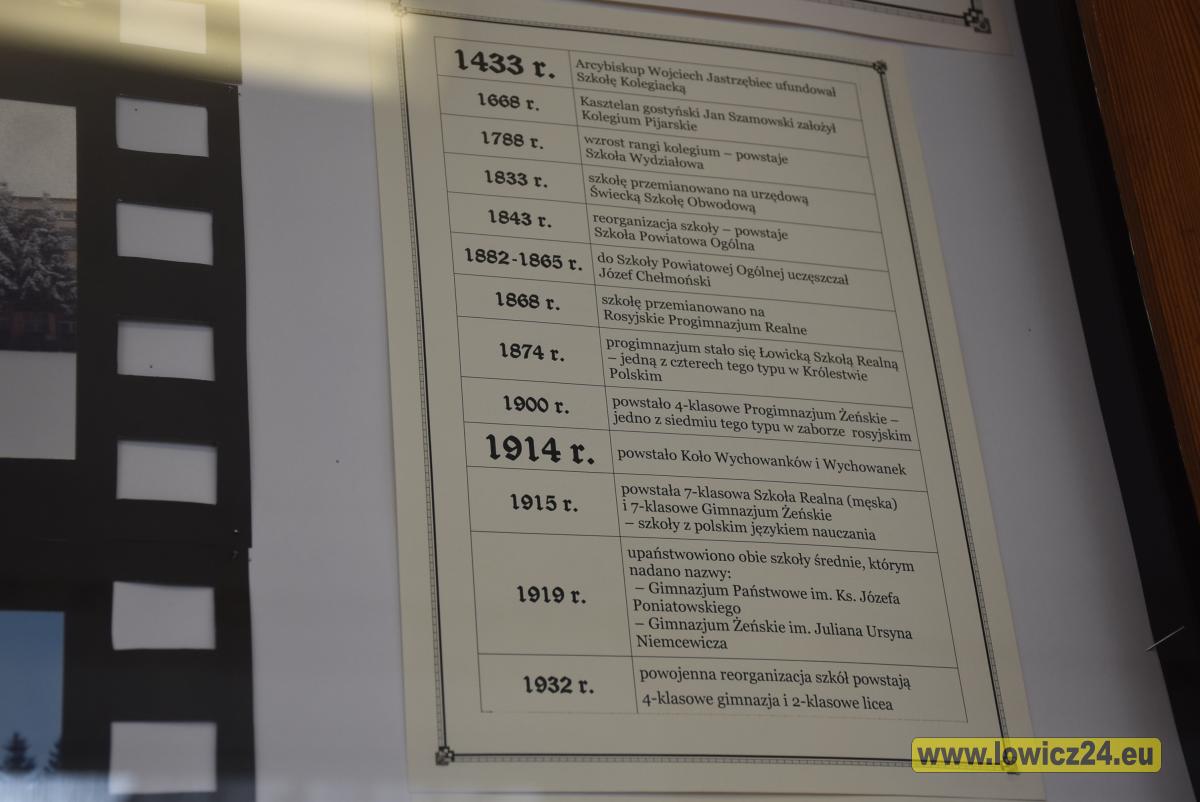 1433 r.
Arcybiskup Wojciech Jastrzębiec ufundował
Szkołę Kolegiacką
1668 r.
Kasztelan gostyński Jan Szamowski założył
Kolegium Pijarskie
1788 r.
wzrost rangi kolegium – powstaje
Szkoła Wydziałowa
1833 r.
szkołę przemianowano na urzędową
Świecką Szkołę Obwodową
1843 r.
reorganizacja szkoły – powstaje
Szkoła Powiatowa Ogólna
1882-1865 r.
do Szkoły Powiatowej Ogólnej uczęszczał
Józef Chełmoński
1868 r.
szkołę przemianowano na
Rosyjskie Progimnazjum Realne
1874 r.
progimnazjum stało się Łowicką Szkołą Realną
– jedną z czterech tego typu w Królestwie
Polskim
1900 r.
powstało 4-klasowe Progimnazjum Żeńskie –
jedno z siedmiu tego typu w zaborze rosyjskim
1914 r.
powstało Koło Wychowanków i Wychowanek
1915 r.
powstała 7-klasowa Szkoła Realna (męska)
i 7-klasowe Gimnazjum Żeńskie
– szkoły z polskim językiem nauczania
1919 r.
upaństwowiono obie szkoły średnie, którym
nadano nazwy:
– Gimnazjum Państwowe im. Ks. Józefa
Poniatowskiego
– Gimnazjum Żeńskie im. Juliana Ursyna
Niemcewicza
1932 r.
powojenna reorganizacja szkół powstają
4-klasowe gimnazja i 2-klasowe licea
www.lowicz24.eu